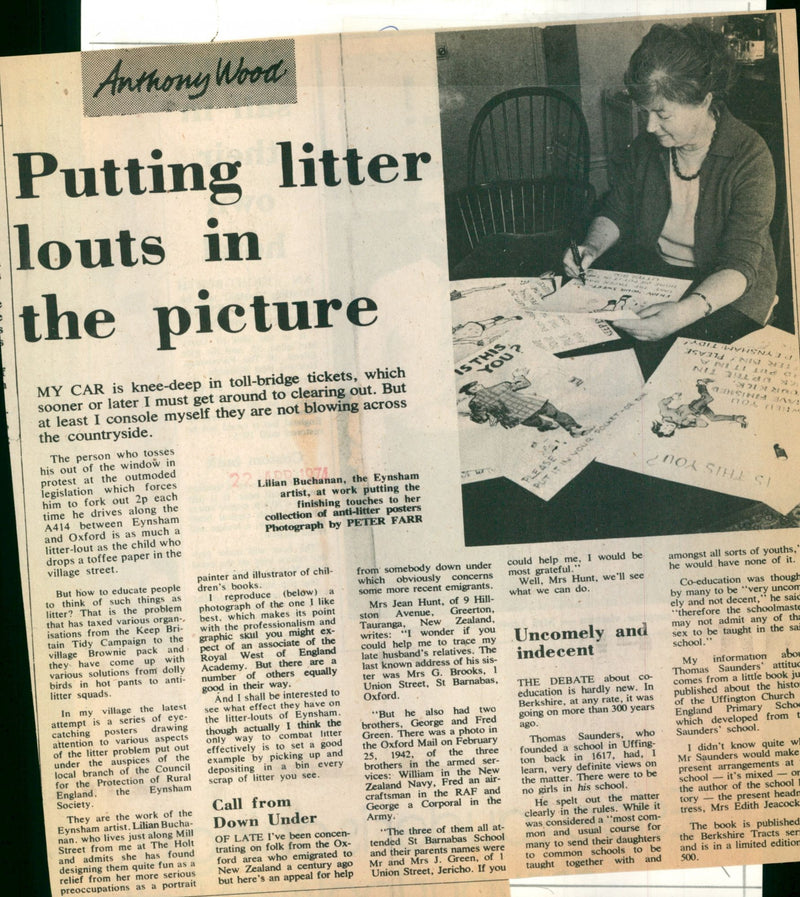 Anthony Wood
Putting litter
louts in
the picture
MY CAR is knee-deep in toll-bridge tickets, which
sooner or later I must get around to clearing out. But
at least I console myself they are not blowing across
the countryside.
The person who tosses
his out of the window in
protest at the outmoded
legislation which forces
him to fork out 2p each
time he drives along the
A414 between Eynsham
and Oxford is as much a
litter-lout as the child who
drops a toffee paper in the
village street.
But how to educate people
to think of such things as
litter? That is the problem
that has taxed various organ-
isations from the Keep Bri-
tain Tidy Campaign to the
village Brownie pack and
they have come up with
various solutions from dolly
birds in hot pants to anti-
litter squads.
In my village the latest
attempt is a series of eye-
catching posters drawing
attention to various aspects
of the litter problem put out
under the auspices of the
local branch of the Council
for the Protection of Rural
England, the Eynsham
Society.
They are the work of the
Eynsham artist, Lilian Bucha-
nan, who lives just along Mill
Street from me at The Holt
and admits she has found
designing them quite fun as a
relief from her more serious
preoccupations as a portrait
22 APR 1974
Lilian Buchanan, the Eynsham
artist, at work putting the
finishing touches to her
collection of anti-litter posters
Photograph by PETER FARR
painter and illustrator of chil-
dren's books.
I reproduce (below) a
photograph of the one I like
best, which makes its point
with the professionalism and
graphic skill you might ex-
pect of an associate of the
Royal West of England
Academy. But there are a
number of others equally
good in their way.
And I shall be interested to
see what effect they have on
the litter-louts of Eynsham,
though actually I think the
only way to combat litter
effectively is to set a good
example by picking up and
depositing in a bin every
scrap of litter you see.
Call from
Down Under
OF LATE I've been concen-
trating on folk from the Ox-
ford area who emigrated to
New Zealand a century ago
but here's an appeal for help
from somebody down under
which obviously concerns
some more recent emigrants.
Mrs Jean Hunt, of 9 Hill-
ston Avenue, Greerton,
Tauranga, New Zealand,
writes: "I wonder if you
could help me to trace my
late husband's relatives. The
last known address of his sis-
ter was Mrs G. Brooks, 1
Union Street, St Barnabas,
Oxford.
"But he also had two
brothers, George and Fred
Green. There was a photo in
the Oxford Mail on February
25, 1942, of the three
brothers in the armed ser-
vices: William in the New
Zealand Navy, Fred an air-
craftsman in the RAF and
George a Corporal in the
Army.
"The three of them all at-
tended St Barnabas School
and their parents names were
Mr and Mrs J. Green, of 1
Union Street, Jericho. If you
could help me, I would be
most grateful."
Well, Mrs Hunt, we'll see
what we can do.
Uncomely and
indecent
THE DEBATE about co-
education is hardly new. In
Berkshire, at any rate, it was
going on more than 300 years
ago.
Thomas Saunders, who
founded a school in Uffing-
ton back in 1617, had, I
learn, very definite views on
the matter. There were to be
no girls in his school.
He spelt out the matter
clearly in the rules. While it
was considered a "most com-
mon and usual course for
many to send their daughters
to common schools to be
taught together with and
amongst all sorts of youths,"
he would have none of it.
Co-education was though
by many to be "very uncom
ely and not decent," he said
"therefore the schoolmaste
may not admit any of tha
sex to be taught in the sa
school."
My information abou
Thomas Saunders' attitud
comes from a little book ju
published about the histo
of the Uffington Church
England Primary Schoo
which developed from t
Saunders' school.
I didn't know quite w
Mr Saunders would make
present arrangements at
school — it's mixed — or
the author of the school h
tory — the present headm
tress, Mrs Edith Jeacock
The book is published
the Berkshire Tracts ser
and is in a limited edition
500.
IS THIS
YOU?
PLEASE
PUT IT IN YOUR POCKET
IS THIS YOU?